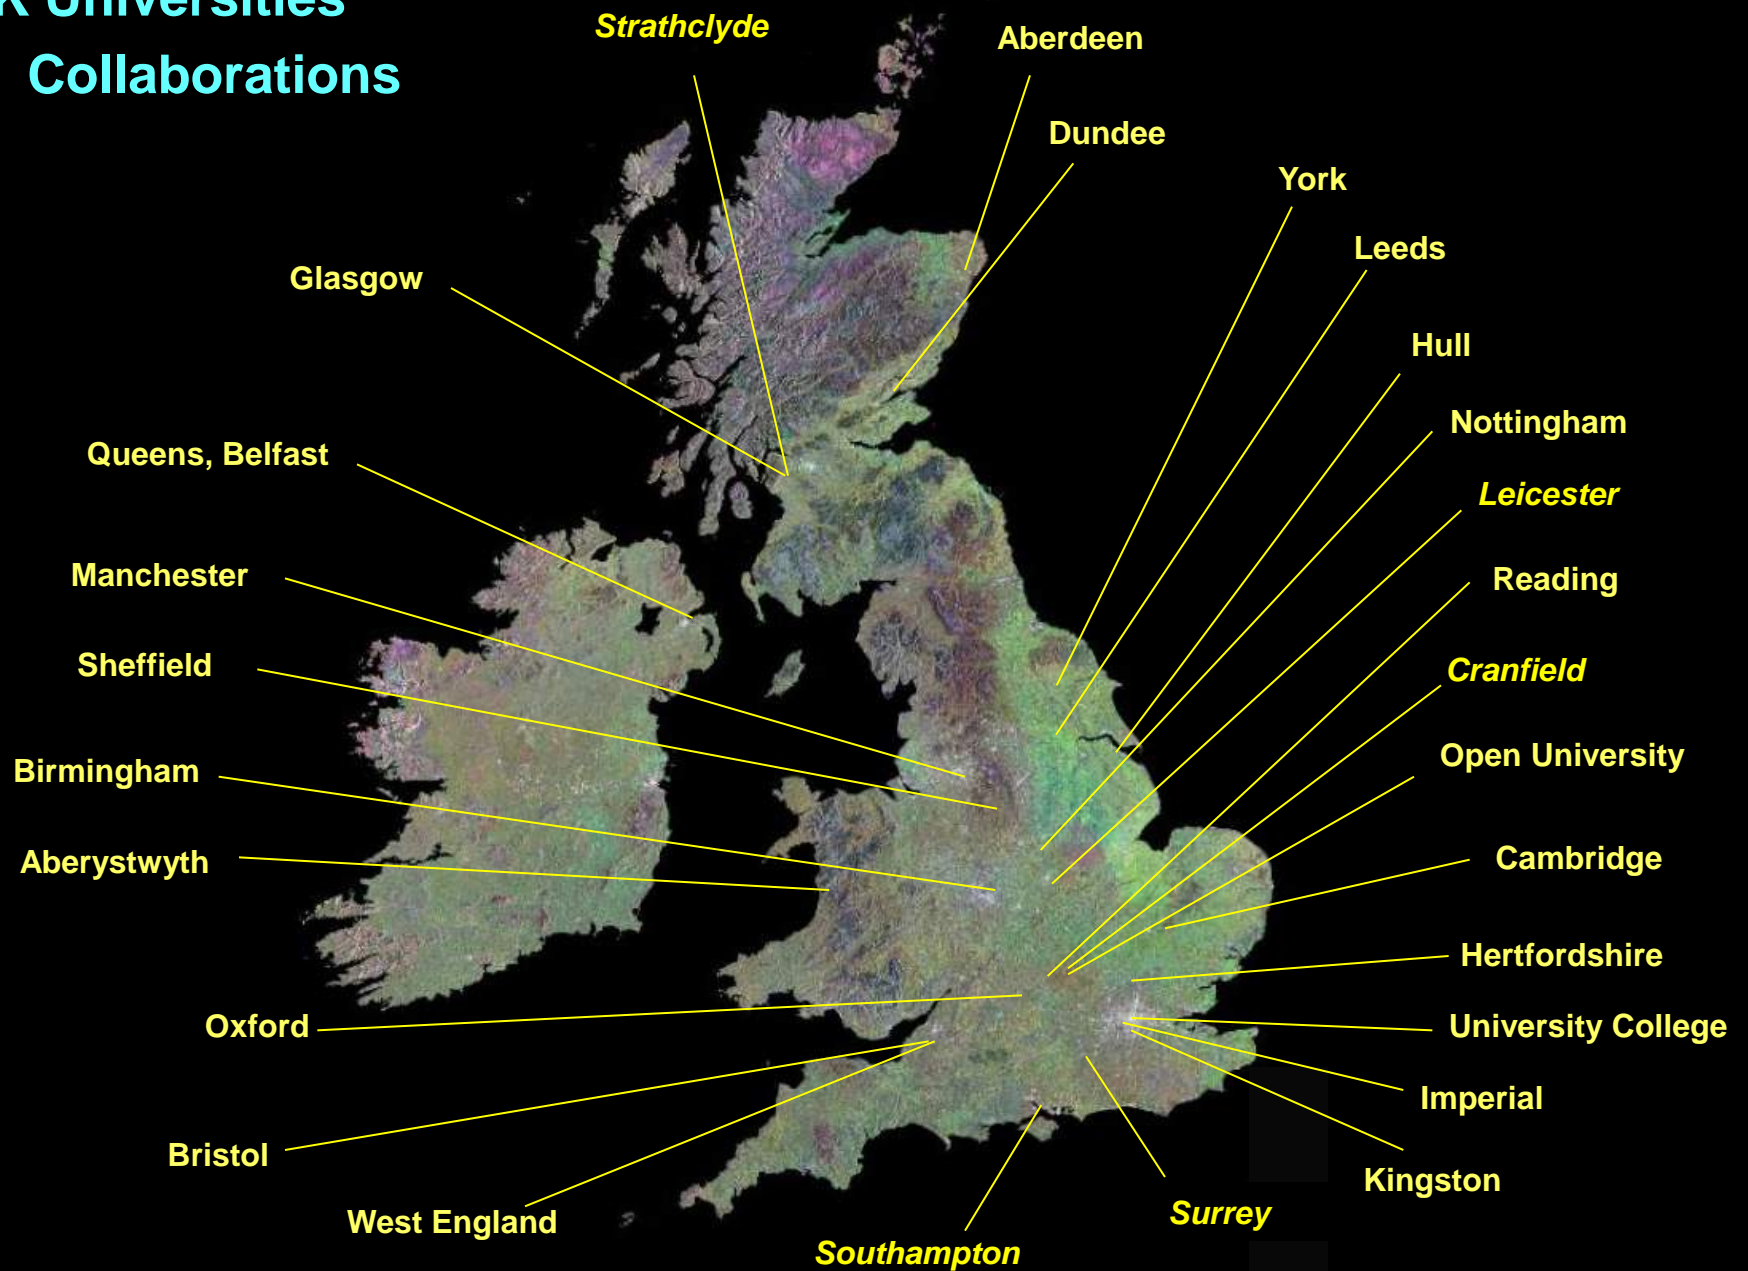 K Universities
Collaborations
Strathclyde
Aberdeen
Dundee
York
Leeds
Glasgow
Hull
Nottingham
Queens, Belfast
Leicester
Manchester
Reading
Sheffield
Cranfield
Open University
Birmingham
Aberystwyth
Cambridge
Hertfordshire
Oxford
University College
Imperial
Bristol
Kingston
West England
Surrey
Southampton